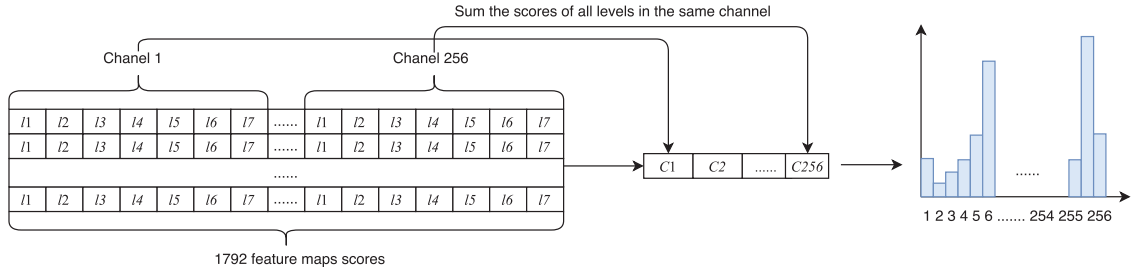 Sum the scores of all levels in the same channel
Chanel 1 Chanel 256
l1 l2 l3 l4 l5 l6 l7 ...... l1 l2 l3 l4 l5 l6 l7
l1 l2 l3 l4 l5 l6 l7 ...... l1 l2 l3 l4 l5 l6 l7
......
l1 l2 l3 l4 l5 l6 l7 ...... l1 l2 l3 l4 l5 l6 l7
1792 feature maps scores
C1 C2 ...... C256
......
1 2 3 4 5 6 ....... 254 255 256